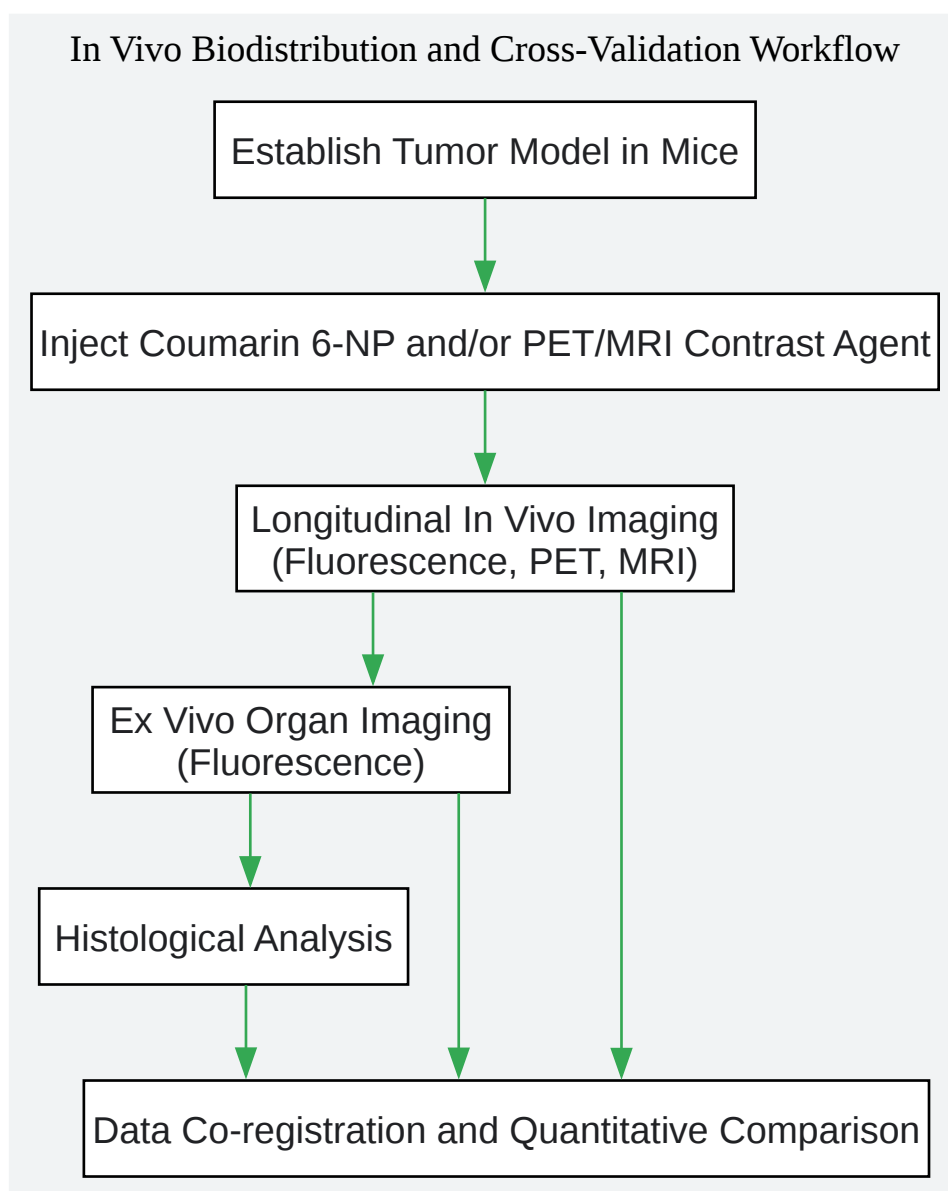 In Vivo Biodistribution and Cross-Validation Workflow
Establish Tumor Model in Mice
Inject Coumarin 6-NP and/or PET/MRI Contrast Agent
Longitudinal In Vivo Imaging
(Fluorescence, PET, MRI)
Ex Vivo Organ Imaging
(Fluorescence)
Histological Analysis
Data Co-registration and Quantitative Comparison